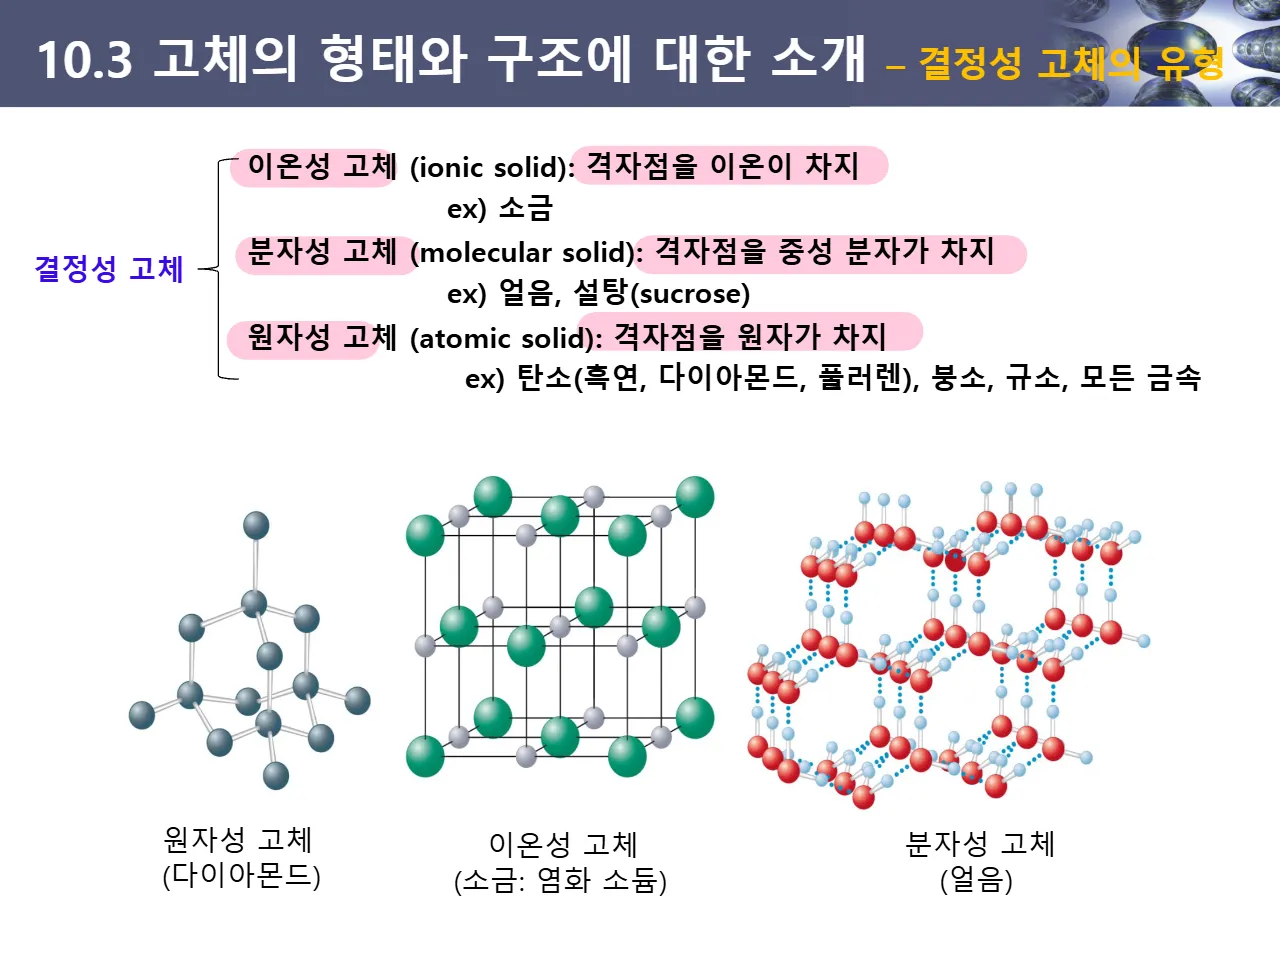 10.3 고체의 형태와 구조에 대한 소개 – 결정성 고체의 유형
이온성 고체 (ionic solid): 격자점을 이온이 차지
ex) 소금
분자성 고체 (molecular solid): 격자점을 중성 분자가 차지
결정성 고체
ex) 얼음, 설탕(sucrose)
원자성 고체 (atomic solid): 격자점을 원자가 차지
ex) 탄소(흑연, 다이아몬드, 풀러렌), 붕소, 규소, 모든 금속
원자성 고체
(다이아몬드)
이온성 고체
(소금: 염화 소듐)
분자성 고체
(얼음)